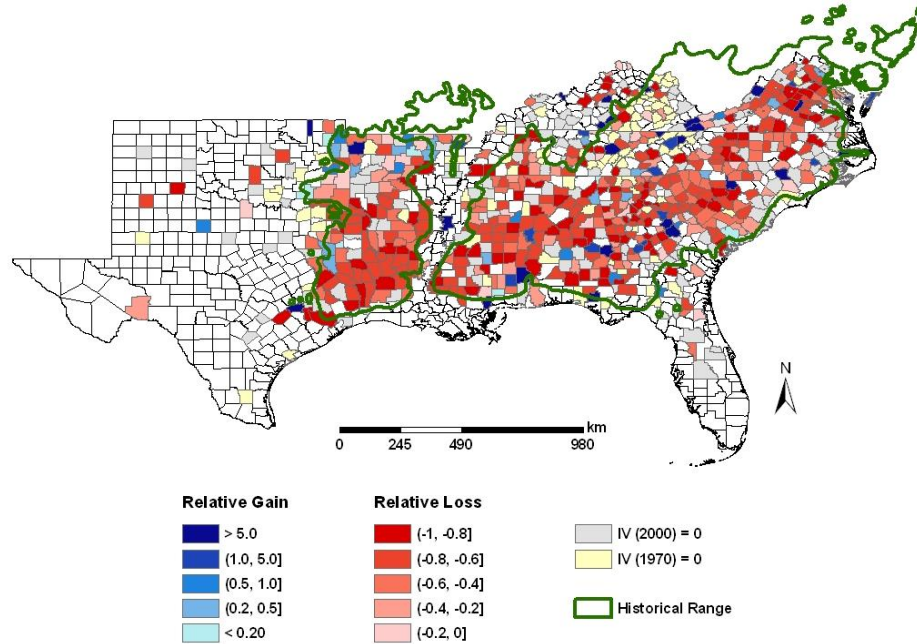 N
km
0 245 490 980
Relative Gain
> 5.0
(1.0, 5.0]
(0.5, 1.0]
(0.2, 0.5]
< 0.20
Relative Loss
(-1, -0.8]
(-0.8, -0.6]
(-0.6, -0.4]
(-0.4, -0.2]
(-0.2, 0]
IV (2000) = 0
IV (1970) = 0
Historical Range